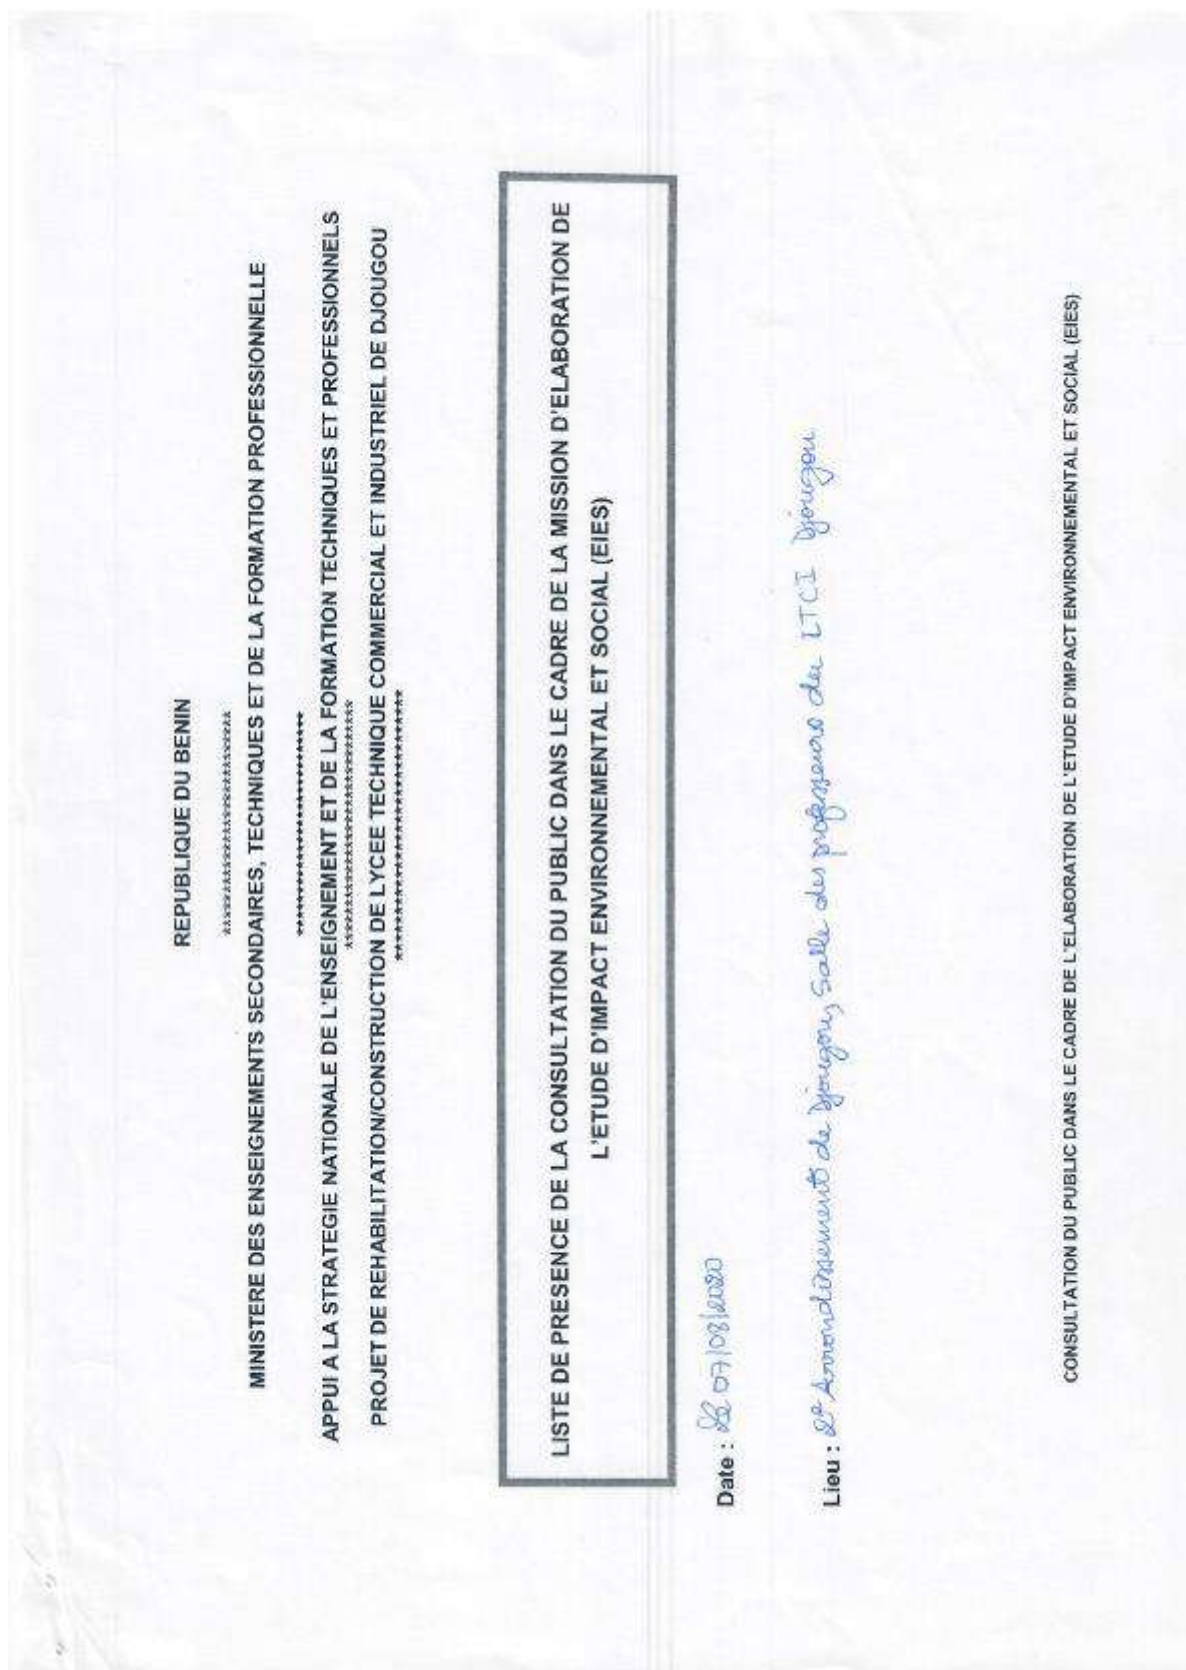 REPUBLIQUE DU BENIN
************************
MINISTERE DES ENSEIGNEMENTS SECONDAIRES, TECHNIQUES ET DE LA FORMATION PROFESSIONNELLE
************************
APPUI A LA STRATEGIE NATIONALE DE L'ENSEIGNEMENT ET DE LA FORMATION TECHNIQUES ET PROFESSIONNELS
***************************
PROJET DE REHABILITATION/CONSTRUCTION DE LYCEE TECHNIQUE COMMERCIAL ET INDUSTRIEL DE DJOUGOU
*****************************
LISTE DE PRESENCE DE LA CONSULTATION DU PUBLIC DANS LE CADRE DE LA MISSION D'ELABORATION DE
L'ETUDE D'IMPACT ENVIRONNEMENTAL ET SOCIAL (EIES)
Date : Le 07/08/2020
Lieu : 2e Arrondissement de Djougou, Salle des professeurs du LTCI Djougou
CONSULTATION DU PUBLIC DANS LE CADRE DE L'ELABORATION DE L'ETUDE D'IMPACT ENVIRONNEMENTAL ET SOCIAL (EIES)